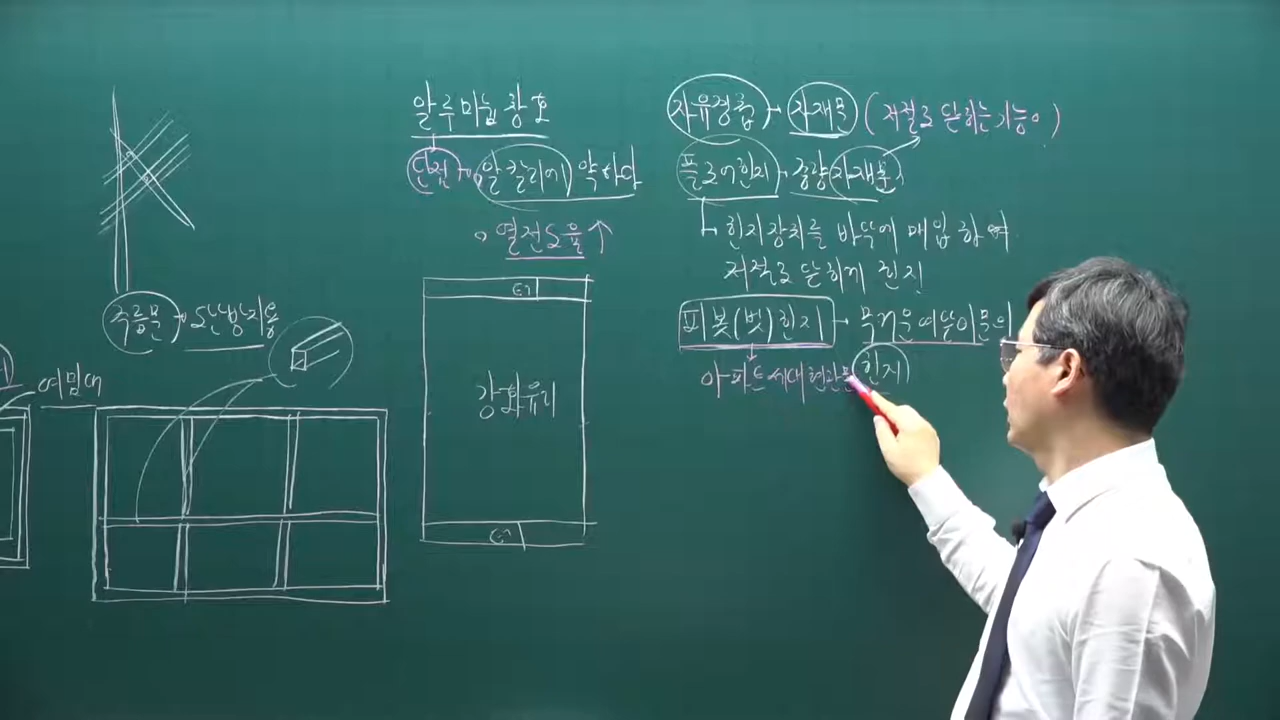 알루미늄창호
단점 → 알칼리에 약하다
열전도율↑
자유경첩 - 자재문 (저절로 닫히는 기능 ○)
플로어힌지 - 중량자재문
힌지장치를 바닥에 매입하여
저절로 닫히게 된 힌지
피봇(벗)힌지 - 무거운 여닫이문의
아파트 세대 현관문 힌지
주름문 → 도난방지용
여밈대
강화유리